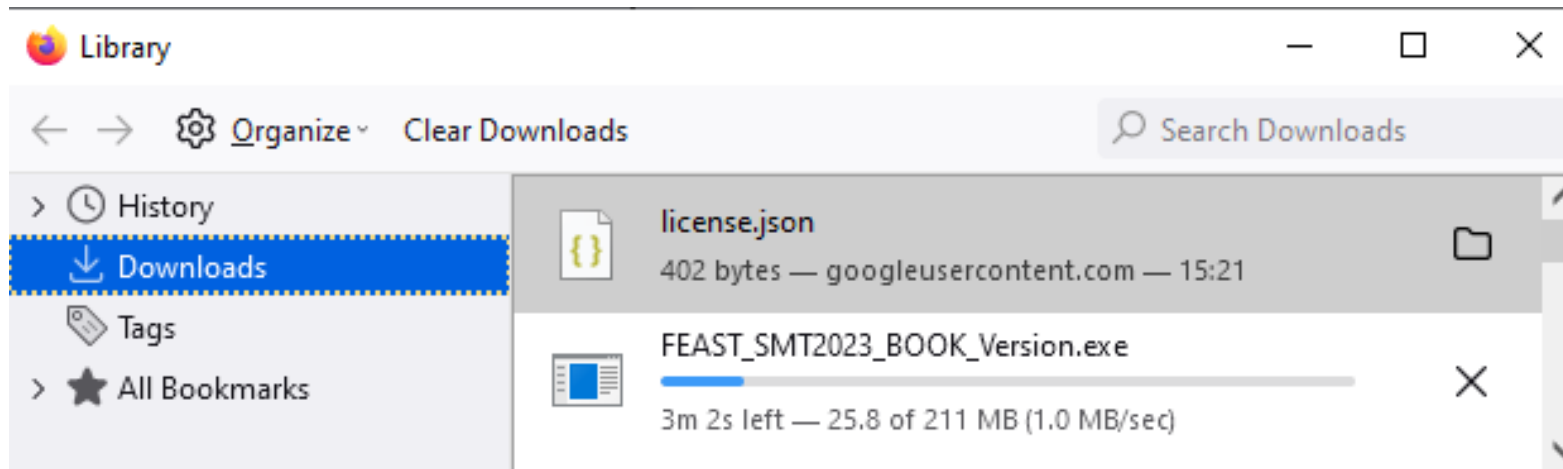 Library
Organize Clear Downloads Search Downloads
History
Downloads
Tags
All Bookmarks
license.json
402 bytes — googleusercontent.com — 15:21
FEAST_SMT2023_BOOK_Version.exe
3m 2s left — 25.8 of 211 MB (1.0 MB/sec)